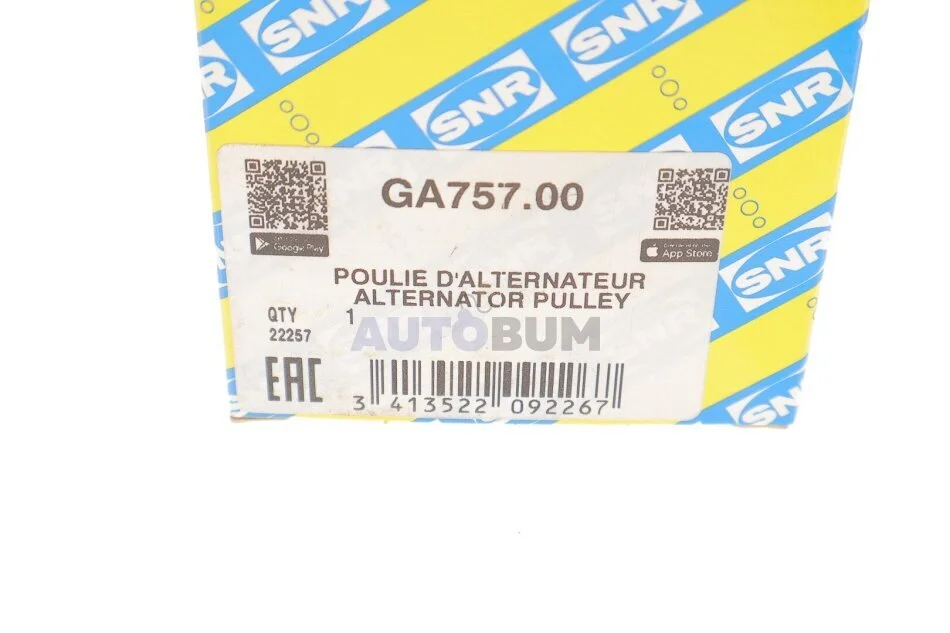 SNR
SNR
SNR
SNR
SNR
GA757.00
Google Play
App Store
POULIE D'ALTERNATEUR
ALTERNATOR PULLEY
QTY 1
22257
AUTOBUM
EAC
3 413522 092267
SNR
SN